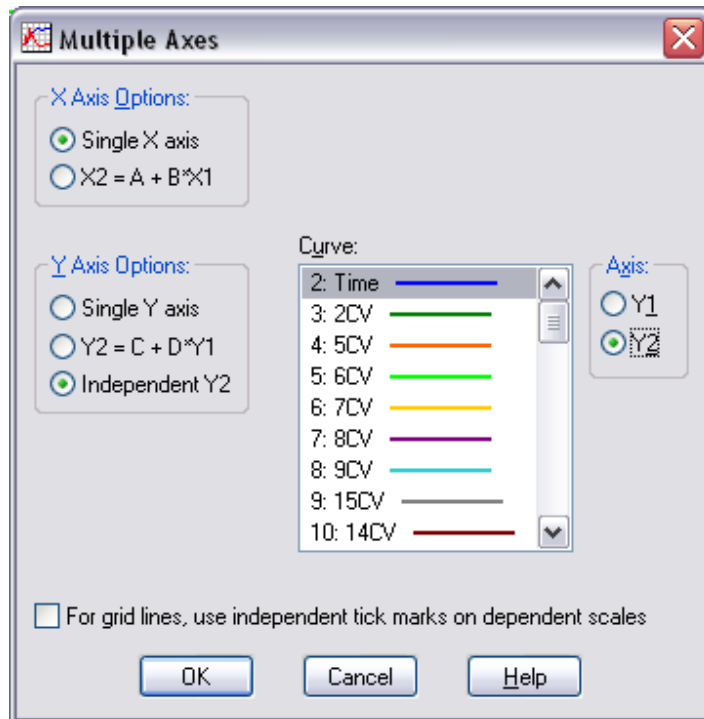 Multiple Axes
X Axis Options:
Single X axis
X2 = A + B*X1
Y Axis Options:
Single Y axis
Y2 = C + D*Y1
Independent Y2
Curve:
2: Time
3: 2CV
4: 5CV
5: 6CV
6: 7CV
7: 8CV
8: 9CV
9: 15CV
10: 14CV
Axis:
Y1
Y2
For grid lines, use independent tick marks on dependent scales
OK
Cancel
Help